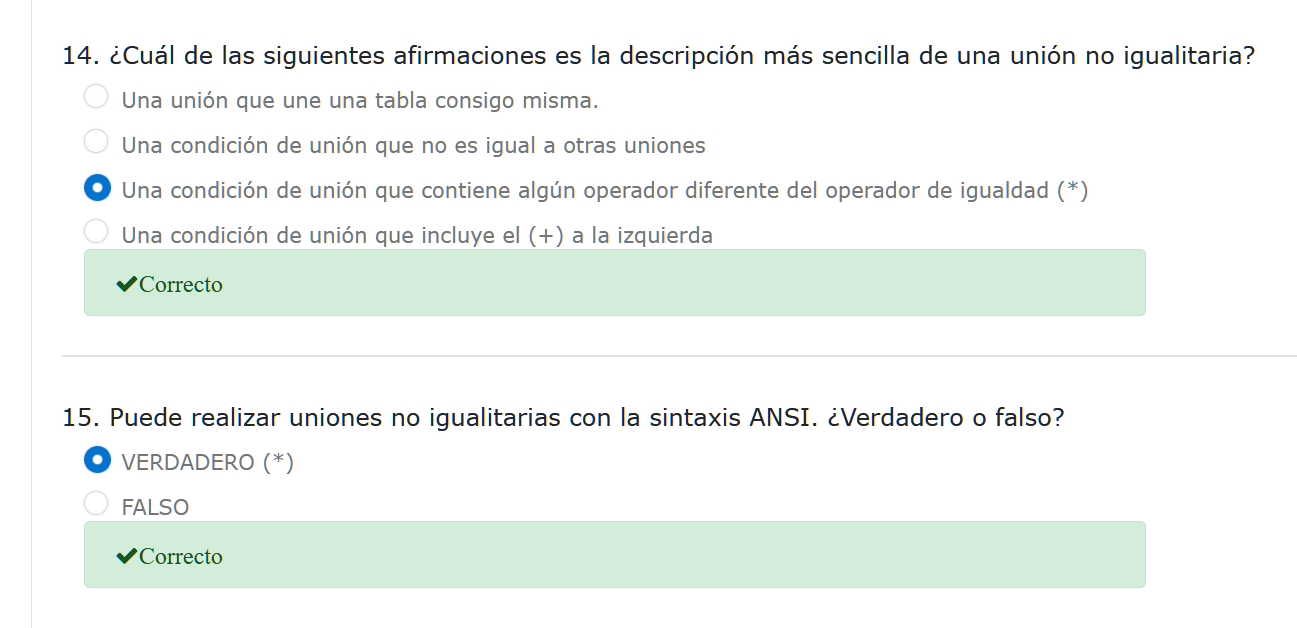 14. ¿Cuál de las siguientes afirmaciones es la descripción más sencilla de una unión no igualitaria?
Una unión que une una tabla consigo misma.
Una condición de unión que no es igual a otras uniones
Una condición de unión que contiene algún operador diferente del operador de igualdad (*)
Una condición de unión que incluye el (+) a la izquierda
✔Correcto
15. Puede realizar uniones no igualitarias con la sintaxis ANSI. ¿Verdadero o falso?
VERDADERO (*)
FALSO
✔Correcto